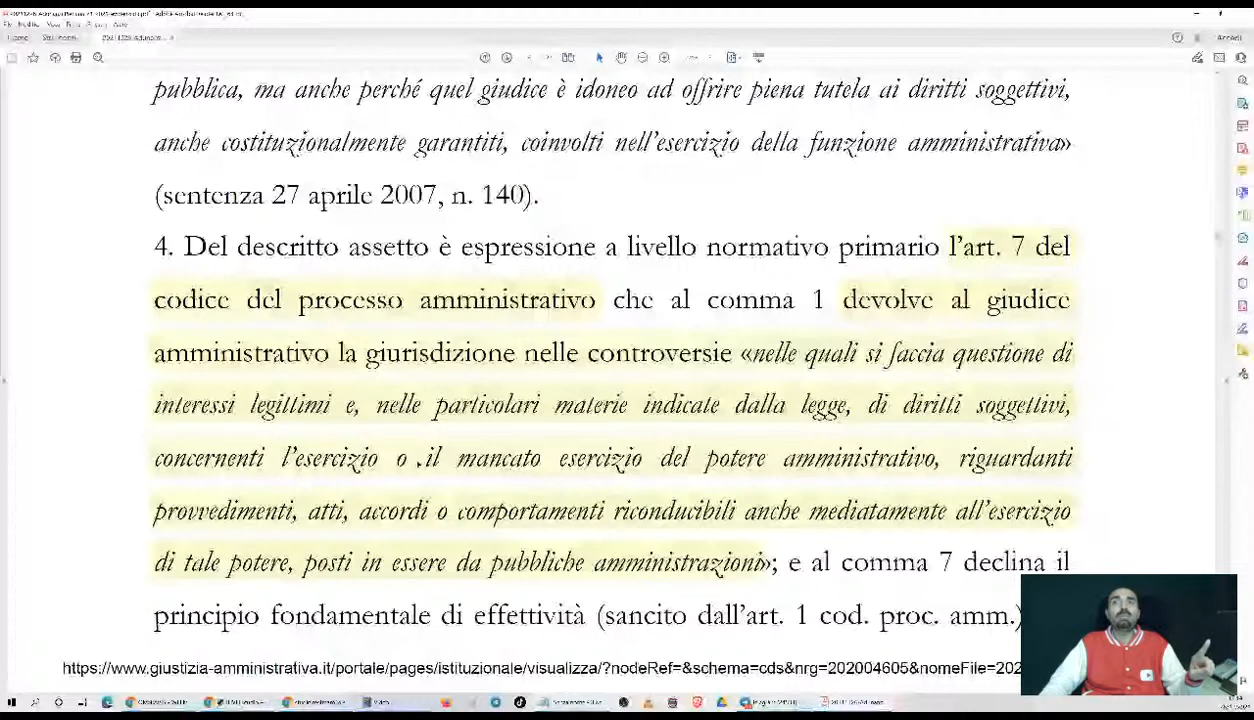 pubblica, ma anche perché quel giudice è idoneo ad offrire piena tutela ai diritti soggettivi,
anche costituzionalmente garantiti, coinvolti nell'esercizio della funzione amministrativa»
(sentenza 27 aprile 2007, n. 140).
4. Del descritto assetto è espressione a livello normativo primario l'art. 7 del
codice del processo amministrativo che al comma 1 devolve al giudice
amministrativo la giurisdizione nelle controversie «nelle quali si faccia questione di
interessi legittimi e, nelle particolari materie indicate dalla legge, di diritti soggettivi,
concernenti l'esercizio o il mancato esercizio del potere amministrativo, riguardanti
provvedimenti, atti, accordi o comportamenti riconducibili anche mediatamente all'esercizio
di tale potere, posti in essere da pubbliche amministrazioni»; e al comma 7 declina il
principio fondamentale di effettività (sancito dall'art. 1 cod. proc. amm.)
https://www.giustizia-amministrativa.it/portale/pages/istituzionale/visualizza/?nodeRef=&schema=cds&nrg=202004605&nomeFile=202